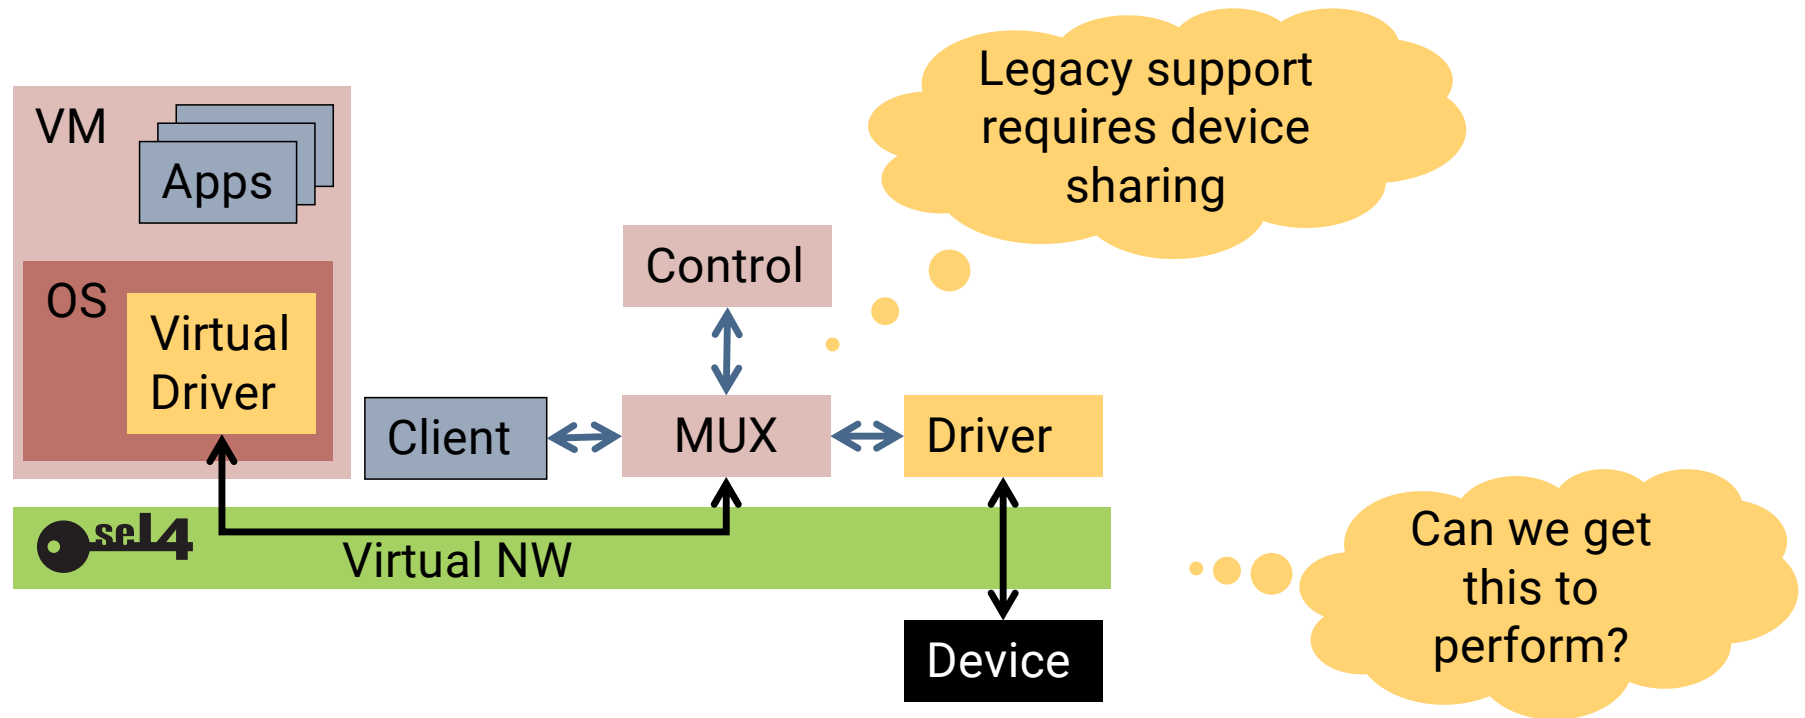 VM
Apps
OS
Virtual
Driver
Client
Control
MUX
Driver
Legacy support
requires device
sharing
seL4
Virtual NW
Device
Can we get
this to
perform?